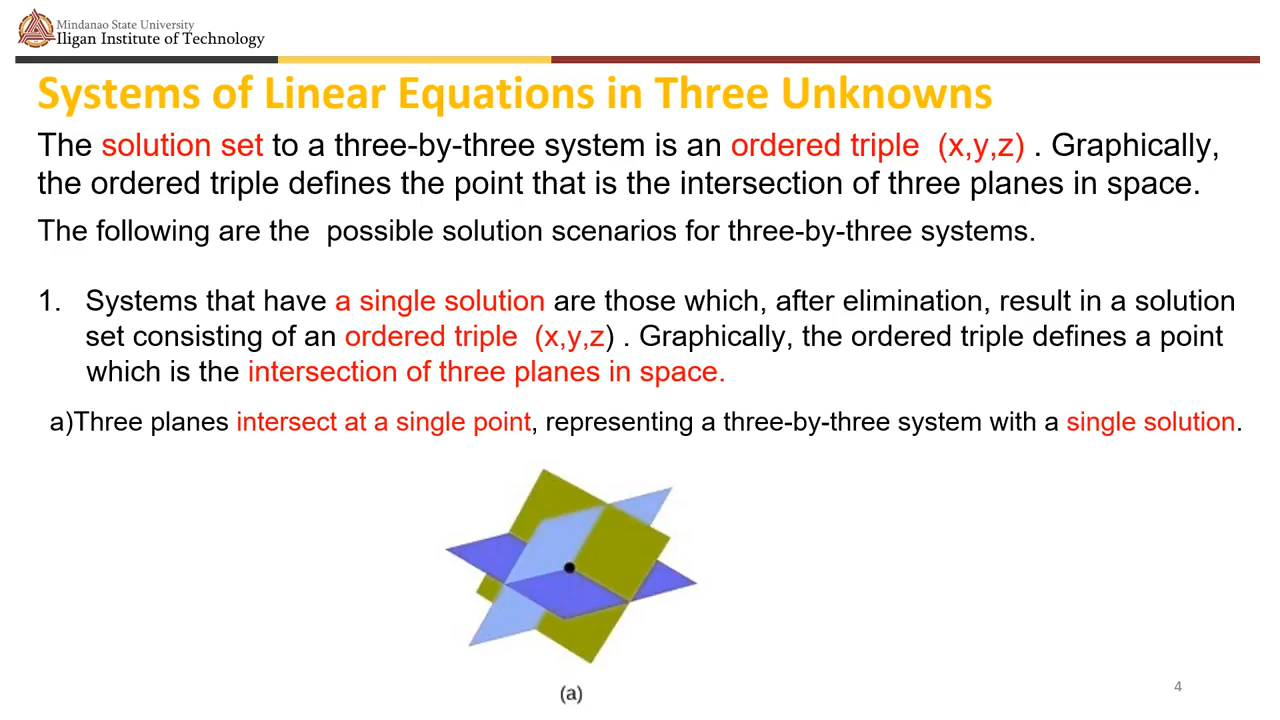 Mindanao State University
Iligan Institute of Technology
Systems of Linear Equations in Three Unknowns
The solution set to a three-by-three system is an ordered triple (x,y,z) . Graphically,
the ordered triple defines the point that is the intersection of three planes in space.
The following are the possible solution scenarios for three-by-three systems.
1. Systems that have a single solution are those which, after elimination, result in a solution
set consisting of an ordered triple (x,y,z) . Graphically, the ordered triple defines a point
which is the intersection of three planes in space.
a)Three planes intersect at a single point, representing a three-by-three system with a single solution.
(a)
4